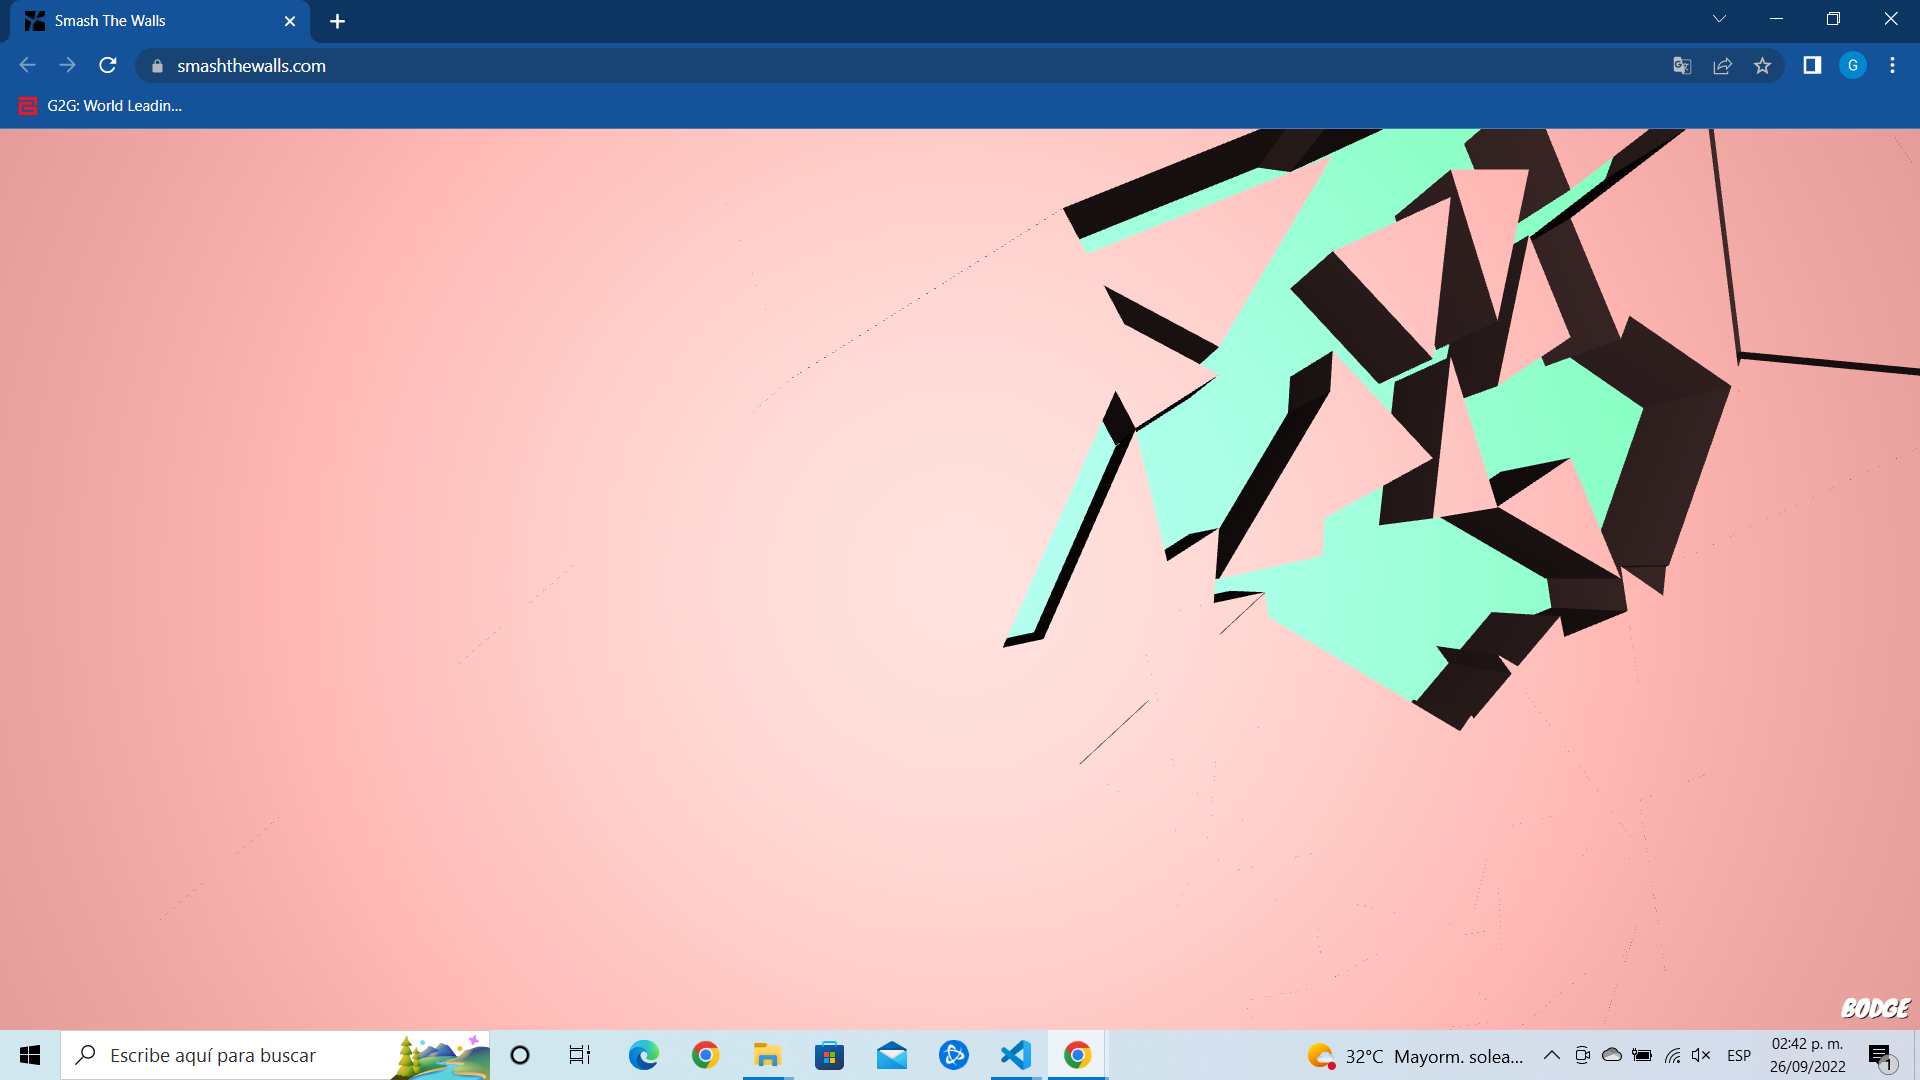 Smash The Walls
smashthewalls.com
G
G2G: World Leadin...
BODGE
Escribe aquí para buscar
32°C Mayorm. solea...
ESP
02:42 p. m.
26/09/2022
1